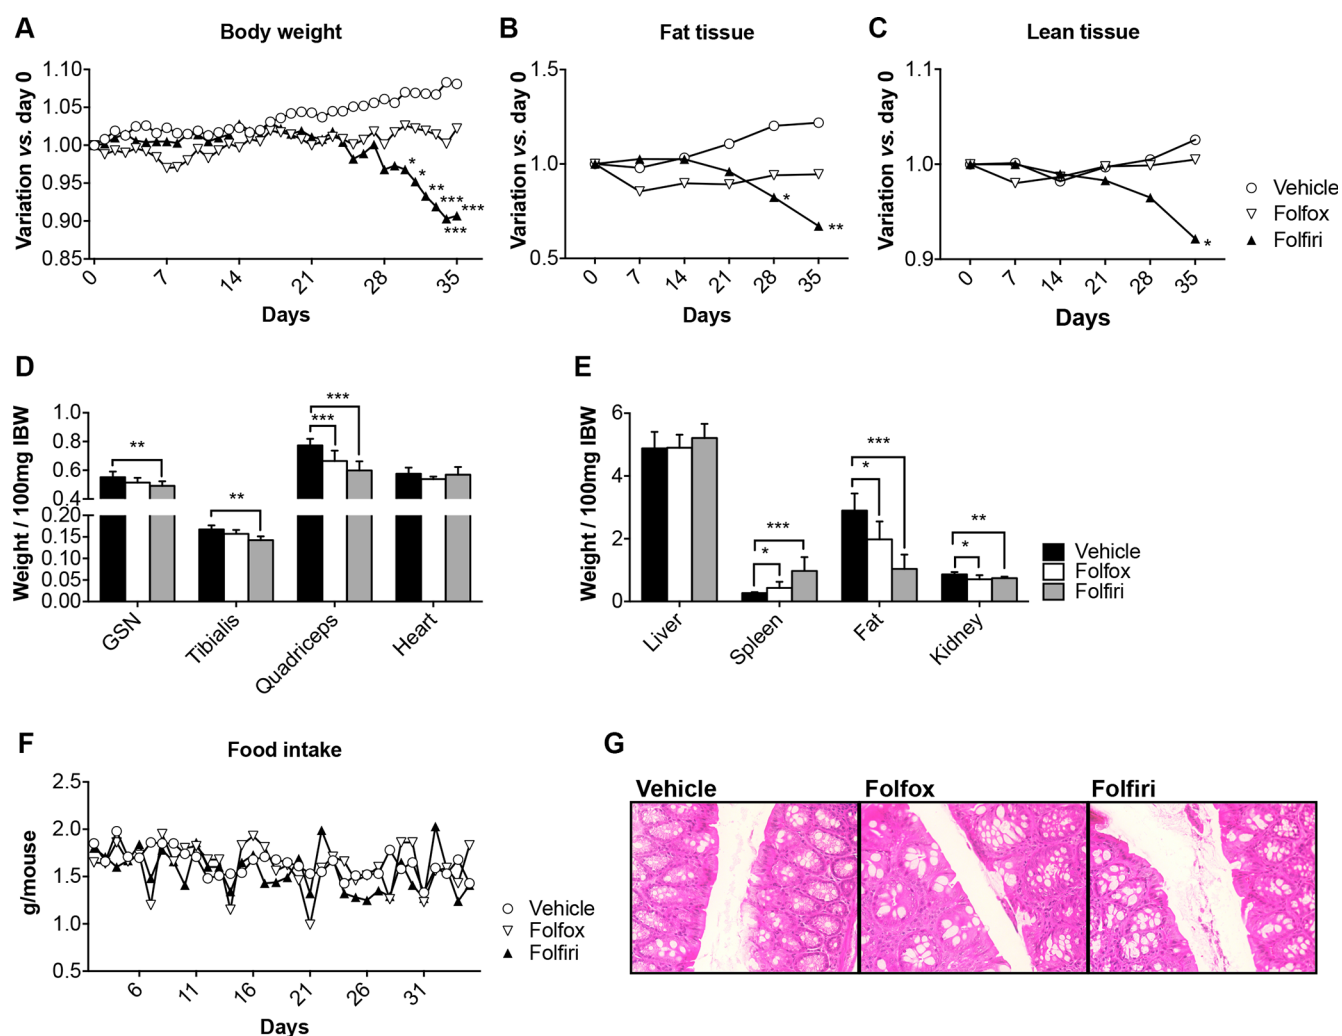 A
Body weight
Variation vs. day 0
1.10
1.05
1.00
0.95
0.90
0.85
*
*
**
***
***
***
0
7
14
21
28
35
Days
B
Fat tissue
Variation vs. day 0
1.5
1.0
0.5
*
**
0
7
14
21
28
35
Days
C
Lean tissue
Variation vs. day 0
1.1
1.0
0.9
*
0
7
14
21
28
35
Days
Vehicle
Folfox
Folfiri
D
Weight / 100mg IBW
1.0
0.8
0.6
0.4
0.20
0.15
0.10
0.05
0.00
**
**
***
***
GSN
Tibialis
Quadriceps
Heart
E
Weight / 100mg IBW
6
4
2
0
***
*
***
*
**
*
Liver
Spleen
Fat
Kidney
Vehicle
Folfox
Folfiri
F
Food intake
g/mouse
2.5
2.0
1.5
1.0
0.5
6
11
16
21
26
31
Days
Vehicle
Folfox
Folfiri
G
Vehicle
Folfox
Folfiri